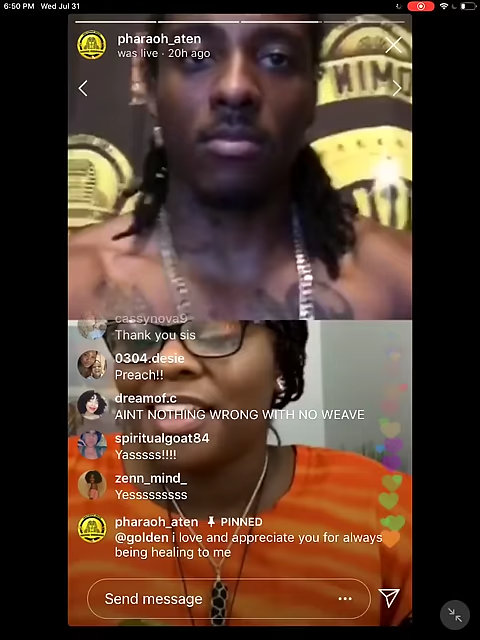 6:50 PM Wed Jul 31
pharaoh_aten
was live · 20h ago
cassynova9
Thank you sis
0304.desie
Preach!!
dreamof.c
AINT NOTHING WRONG WITH NO WEAVE
spiritualgoat84
Yasssss!!!!
zenn_mind_
Yesssssssss
pharaoh_aten PINNED
@golden i love and appreciate you for always
being healing to me
Send message